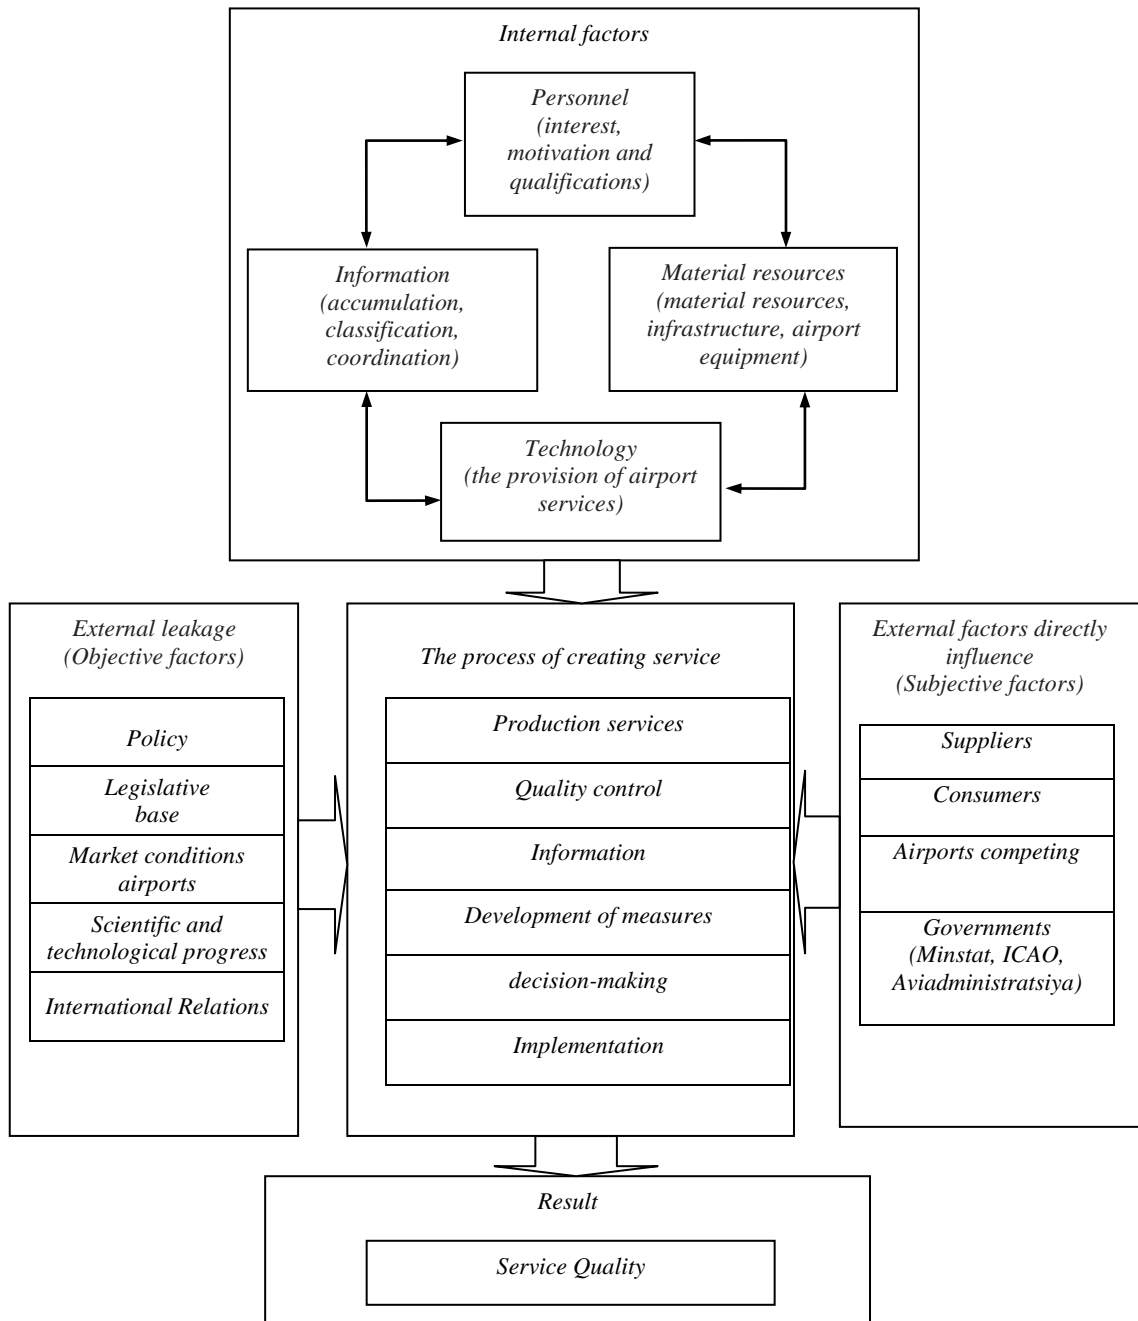 Internal factors
Personnel
(interest,
motivation and
qualifications)
Information
(accumulation,
classification,
coordination)
Material resources
(material resources,
infrastructure, airport
equipment)
Technology
(the provision of airport
services)
External leakage
(Objective factors)
Policy
Legislative
base
Market conditions
airports
Scientific and
technological progress
International Relations
The process of creating service
Production services
Quality control
Information
Development of measures
decision-making
Implementation
External factors directly
influence
(Subjective factors)
Suppliers
Consumers
Airports competing
Governments
(Minstat, ICAO,
Aviadministratsiya)
Result
Service Quality